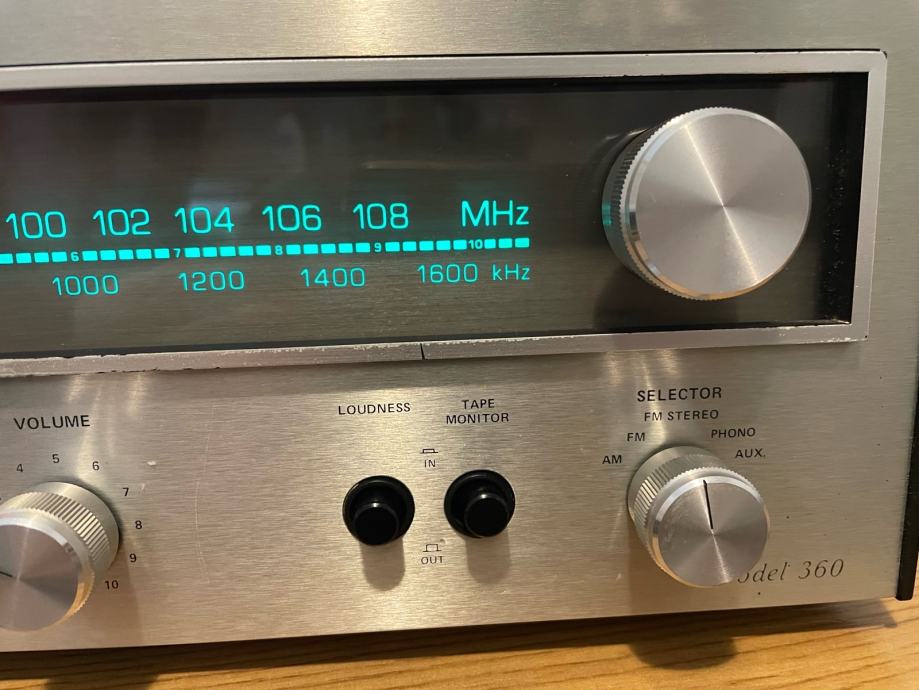 100 102 104 106 108 MHz
6 7 8 9 10
1000 1200 1400 1600 kHz
VOLUME
4 5 6 7 8 9 10
LOUDNESS
TAPE
MONITOR
IN
OUT
SELECTOR
FM STEREO
FM PHONO
AM AUX.
360